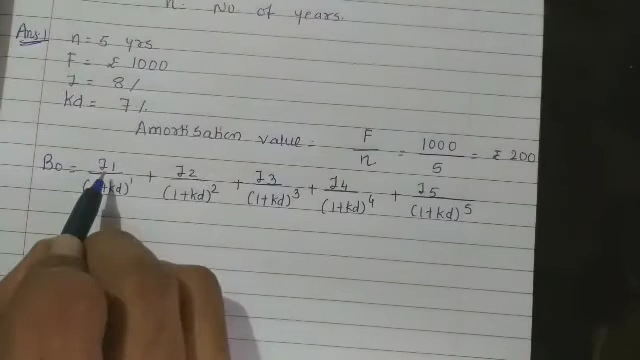 n: No of years.
Ans:1 n = 5 yrs
F = £ 1000
I = 8 %
kd = 7 %
Amortisation value = F/n = 1000/5 = £ 200
B0 = I1/(1+kd)^1 + I2/(1+kd)^2 + I3/(1+kd)^3 + I4/(1+kd)^4 + I5/(1+kd)^5